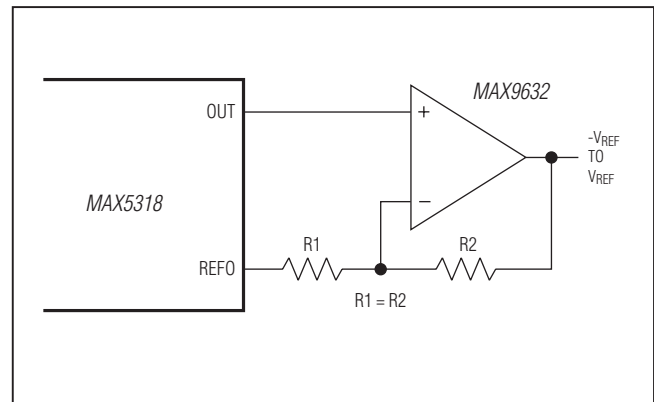 MAX9632
OUT
+
-VREF
TO
VREF
MAX5318
−
REFO
R1
R2
R1 = R2